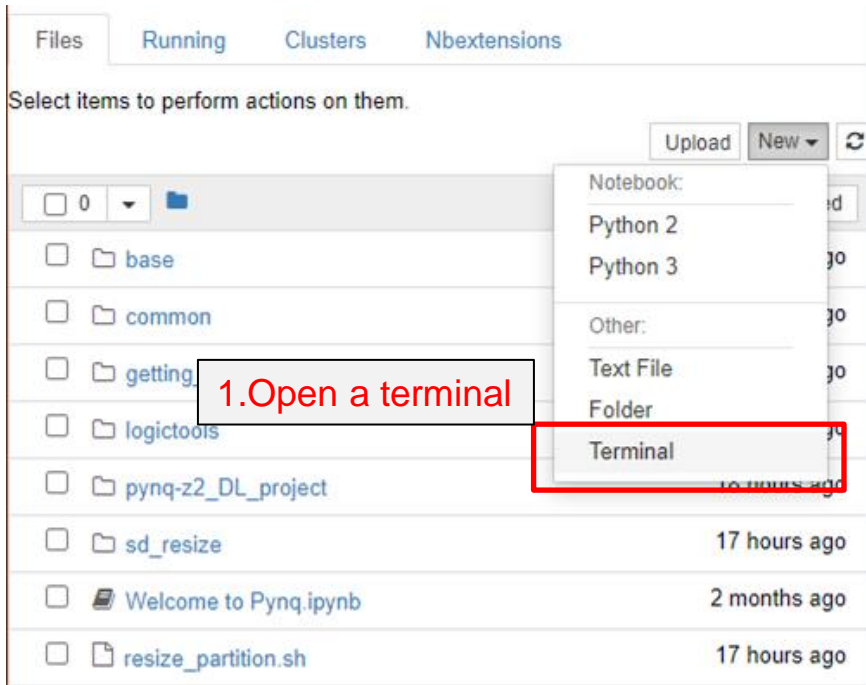 Files Running Clusters Nbextensions
Select items to perform actions on them.
Upload New
0
Notebook:
Python 2
Python 3
Other:
Text File
Folder
Terminal
base
common
getting_
1.Open a terminal
logictools
pynq-z2_DL_project
sd_resize 17 hours ago
Welcome to Pynq.ipynb 2 months ago
resize_partition.sh 17 hours ago